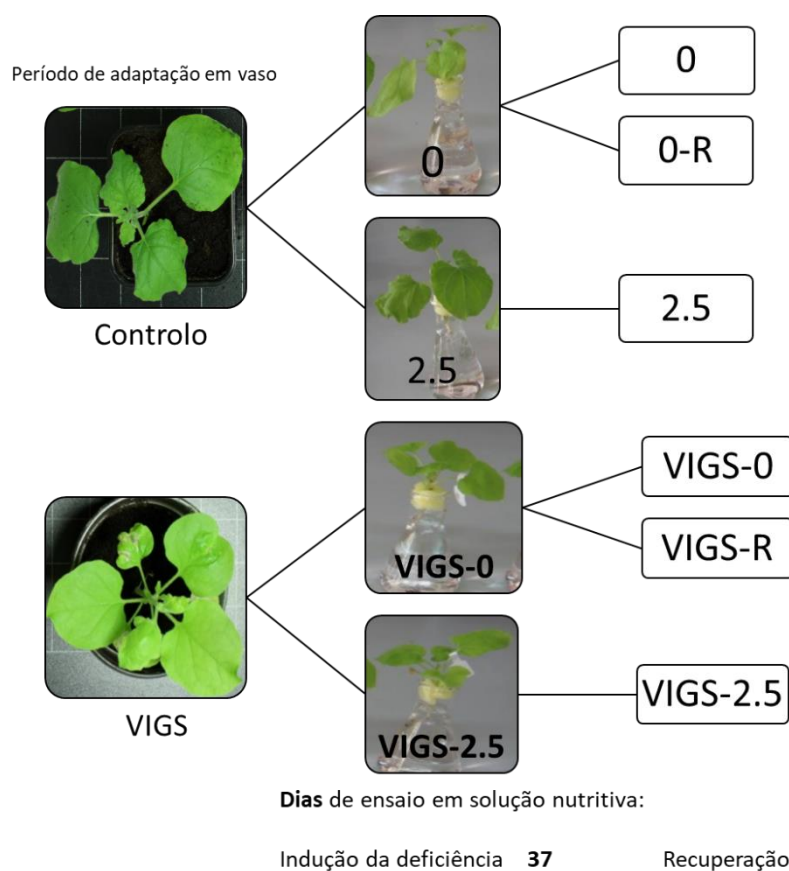 Período de adaptação em vaso
0
0
0-R
Controlo
2.5
2.5
VIGS-0
VIGS-0
VIGS-R
VIGS
VIGS-2.5
VIGS-2.5
Dias de ensaio em solução nutritiva:
Indução da deficiência 37 Recuperação